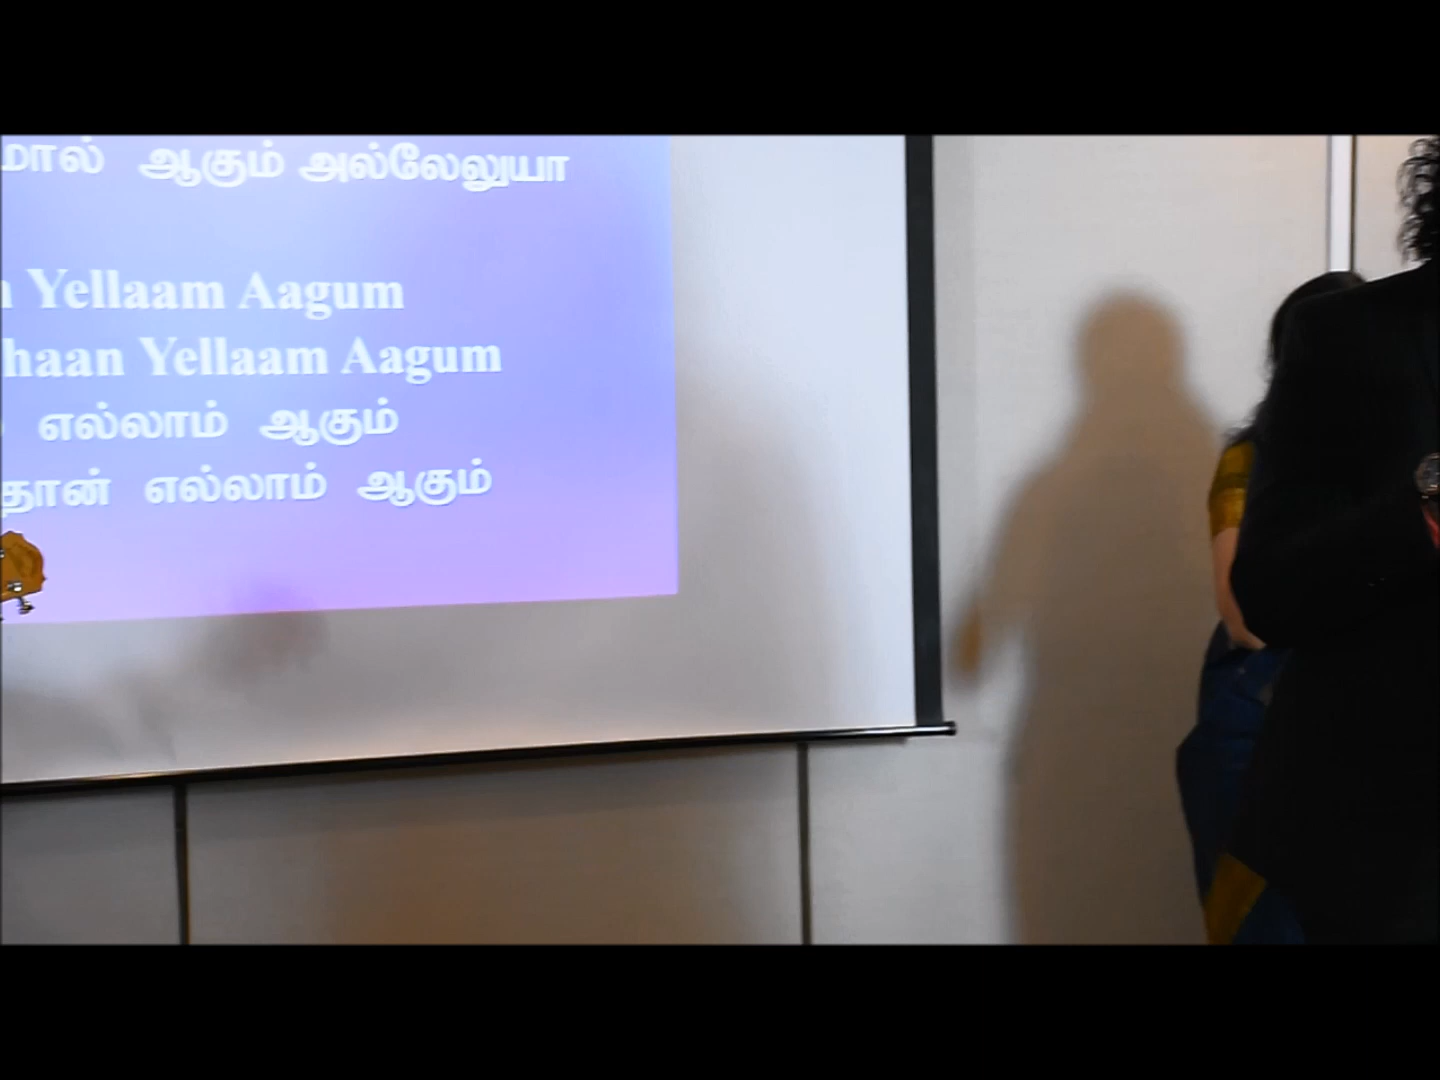 மால் ஆகும் அல்லேலுயா
Yellaam Aagum
haan Yellaam Aagum
எல்லாம் ஆகும்
தான் எல்லாம் ஆகும்